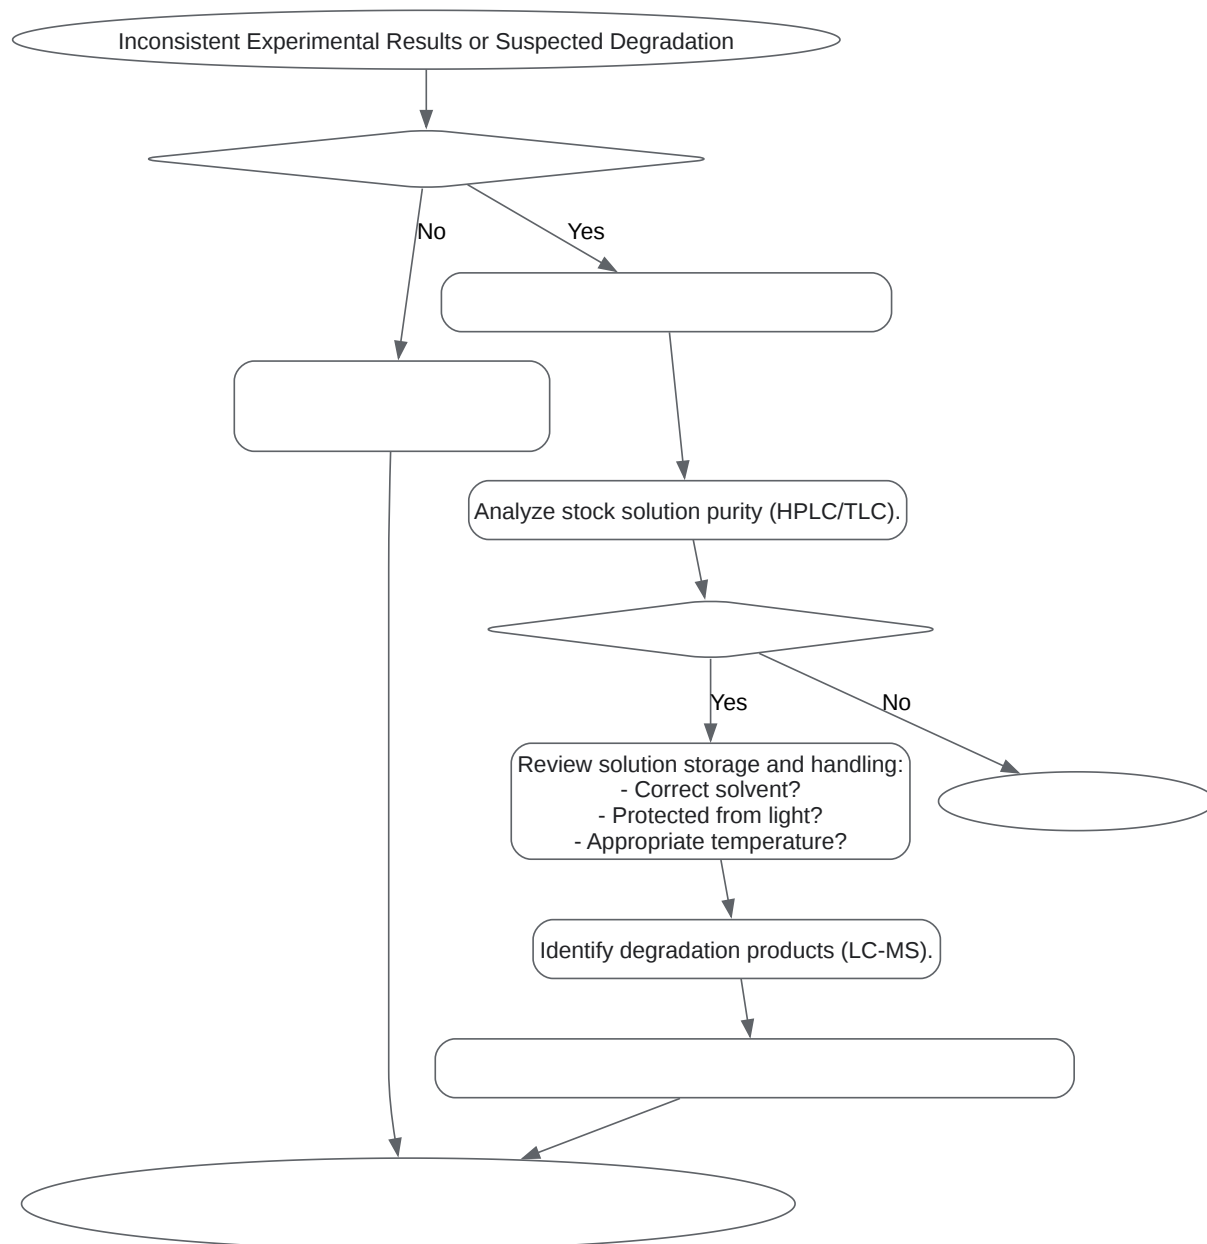 Inconsistent Experimental Results or Suspected Degradation
No
Yes
Analyze stock solution purity (HPLC/TLC).
Yes
No
Review solution storage and handling:
- Correct solvent?
- Protected from light?
- Appropriate temperature?
Identify degradation products (LC-MS).